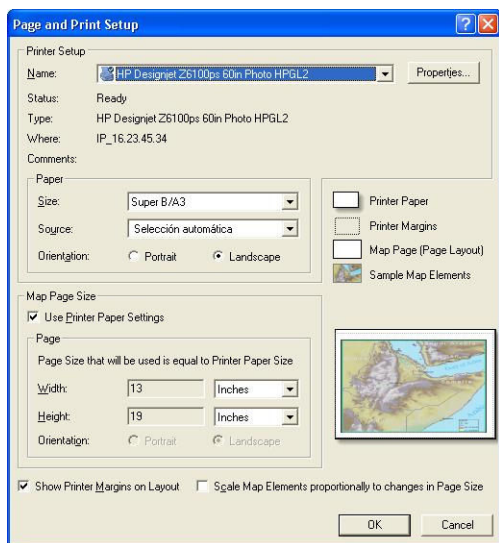 Page and Print Setup
Printer Setup
Name: HP Designjet Z6100ps 60in Photo HPGL2 Properties...
Status: Ready
Type: HP Designjet Z6100ps 60in Photo HPGL2
Where: IP_16.23.45.34
Comments:
Paper
Size: Super B/A3
Source: Selección automática
Orientation: Portrait Landscape
Printer Paper
Printer Margins
Map Page (Page Layout)
Sample Map Elements
Map Page Size
Use Printer Paper Settings
Page
Page Size that will be used is equal to Printer Paper Size
Width: 13 Inches
Height: 19 Inches
Orientation: Portrait Landscape
Show Printer Margins on Layout Scale Map Elements proportionally to changes in Page Size
OK Cancel